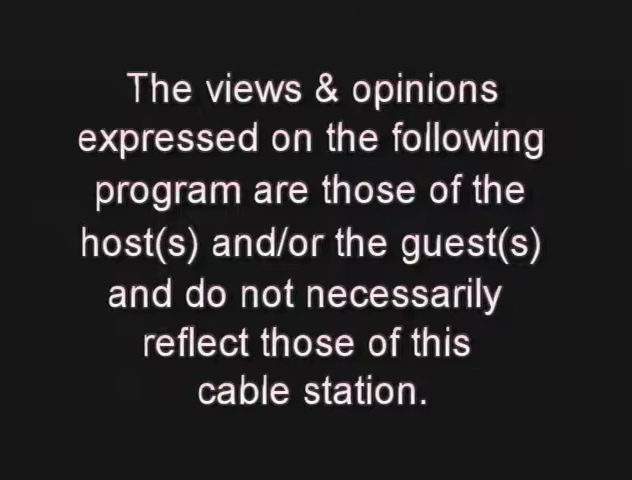 The views & opinions
expressed on the following
program are those of the
host(s) and/or the guest(s)
and do not necessarily
reflect those of this
cable station.